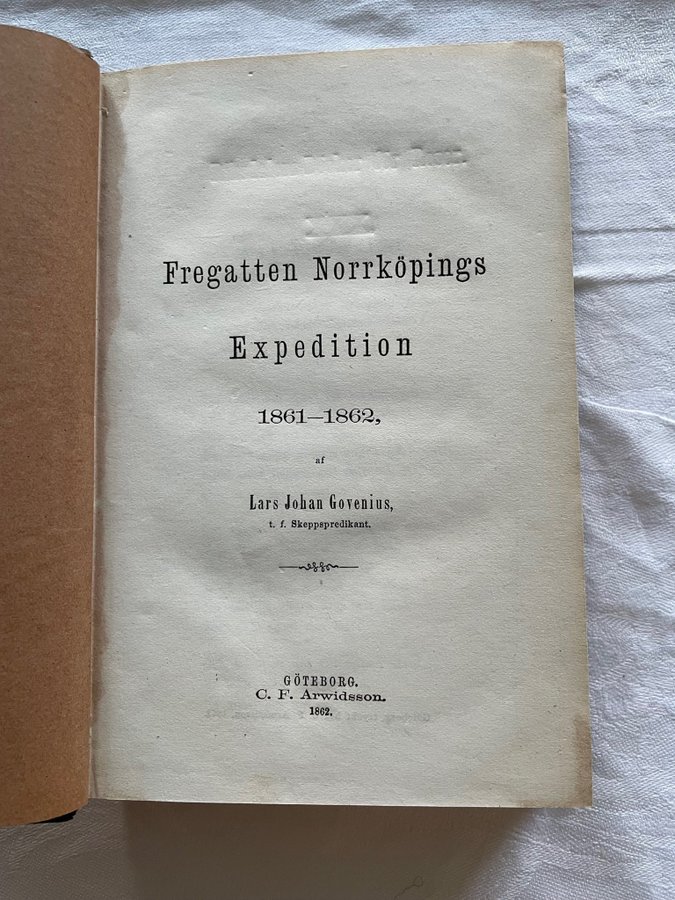 Fregatten Norrköpings
Expedition
1861—1862,
af
Lars Johan Govenius,
t. f. Skeppspredikant.
GÖTEBORG.
C. F. Arwidsson.
1862.